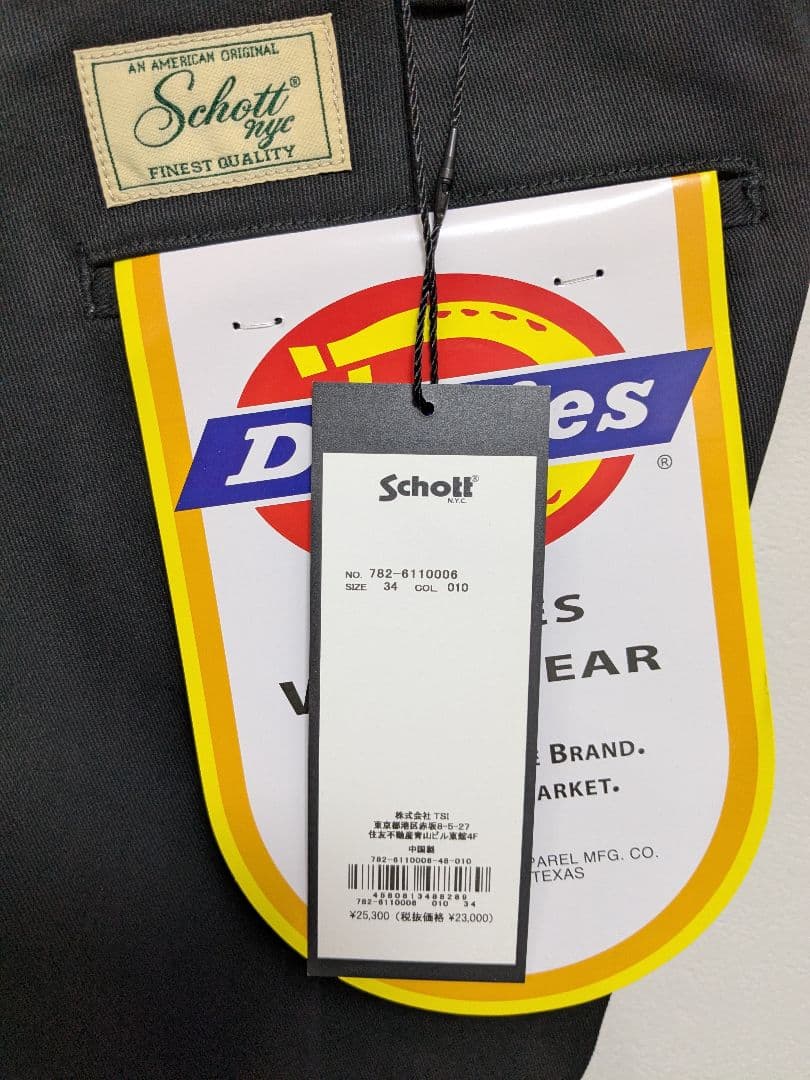 AN AMERICAN ORIGINAL
Schott®
nyc
FINEST QUALITY
D
es
®
Schott®
N.Y.C.
NO. 782-6110006
SIZE 34 COL. 010
ES
EAR
BRAND.
ARKET.
PAREL MFG. CO.
TEXAS
株式会社 TSI
東京都港区赤坂8-5-27
住友不動産青山ビル東館4F
中国製
782-6110006-48-010
782-6110006 010 34
¥25,300 (税抜価格 ¥23,000)